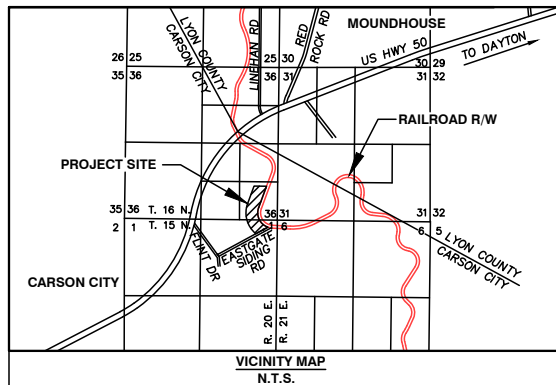 MOUNDHOUSE
LYON COUNTY
CARSON CITY
LINEHAN RD
RED
ROCK RD
US HWY 50
TO DAYTON
26 25
35 36
25 30
36 31
30 29
31 32
RAILROAD R/W
PROJECT SITE
35 36 T. 16 N.
2 1 T. 15 N.
36 31
1 6
31 32
6 5
FLINT DR
EASTGATE
SIDING
RD
LYON COUNTY
CARSON CITY
CARSON CITY
R. 20 E.
R. 21 E.
VICINITY MAP
N.T.S.